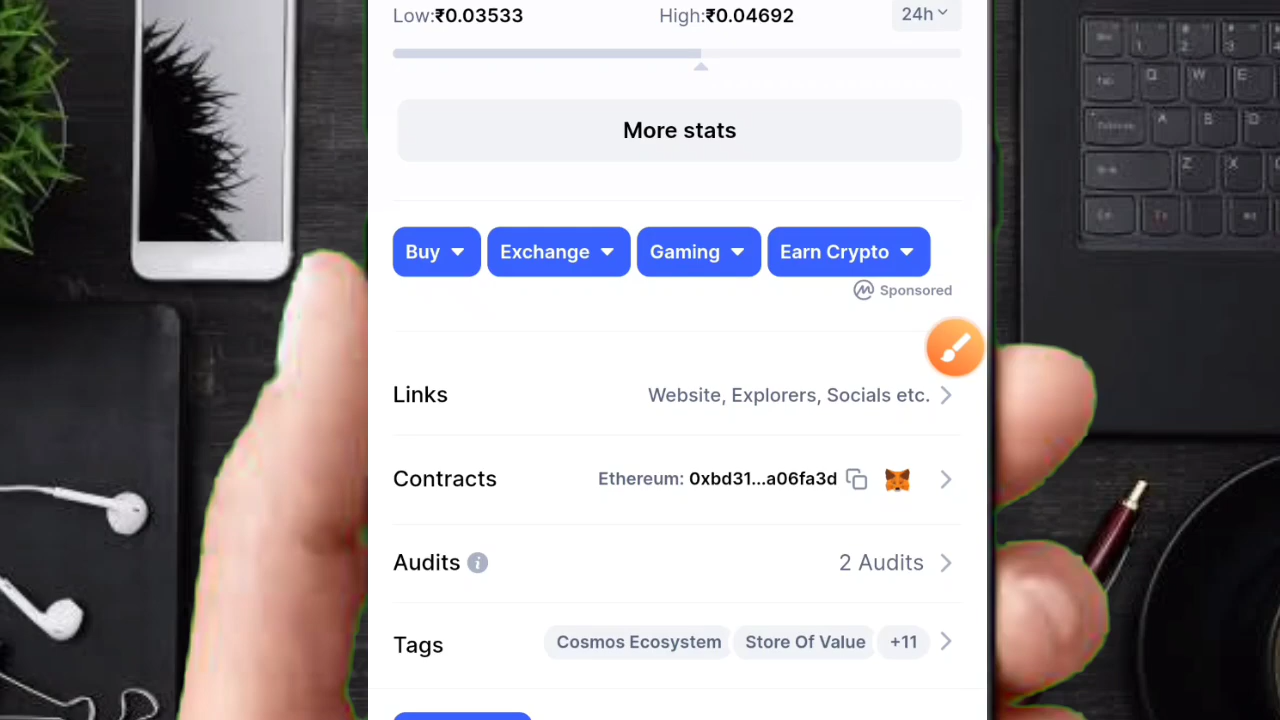 Low:₹0.03533 High:₹0.04692 24h
More stats
Buy Exchange Gaming Earn Crypto
Sponsored
Links Website, Explorers, Socials etc.
Contracts Ethereum: 0xbd31...a06fa3d
Audits 2 Audits
Tags Cosmos Ecosystem Store Of Value +11
Q W E
A B D
Z X